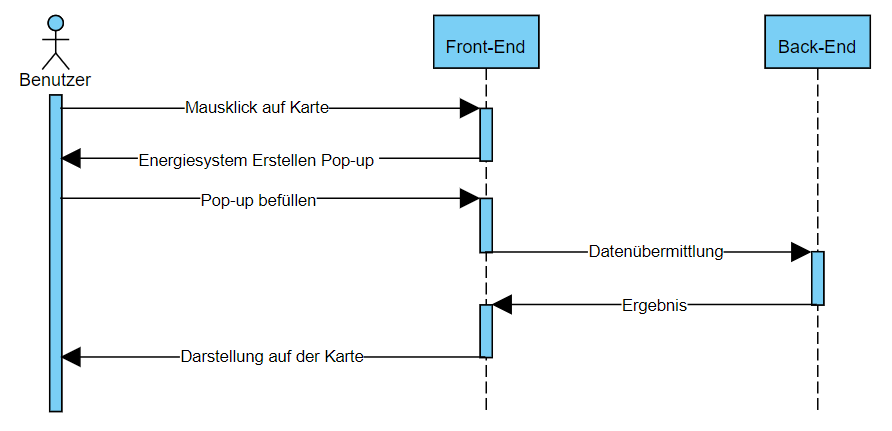 Benutzer
Front-End
Back-End
Mausklick auf Karte
Energiesystem Erstellen Pop-up
Pop-up befüllen
Datenübermittlung
Ergebnis
Darstellung auf der Karte